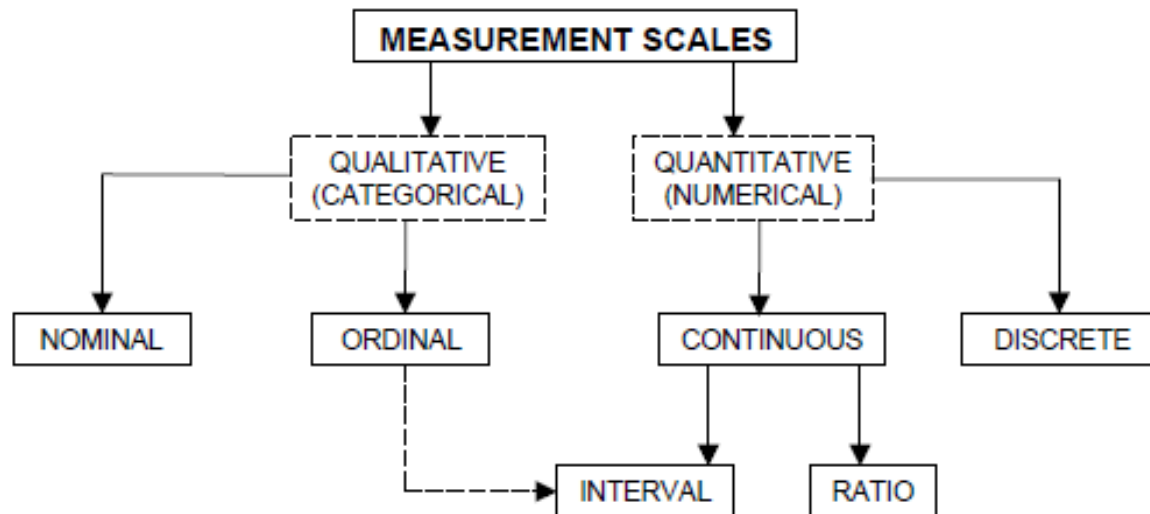 MEASUREMENT SCALES
QUALITATIVE
(CATEGORICAL)
QUANTITATIVE
(NUMERICAL)
NOMINAL
ORDINAL
CONTINUOUS
DISCRETE
INTERVAL
RATIO